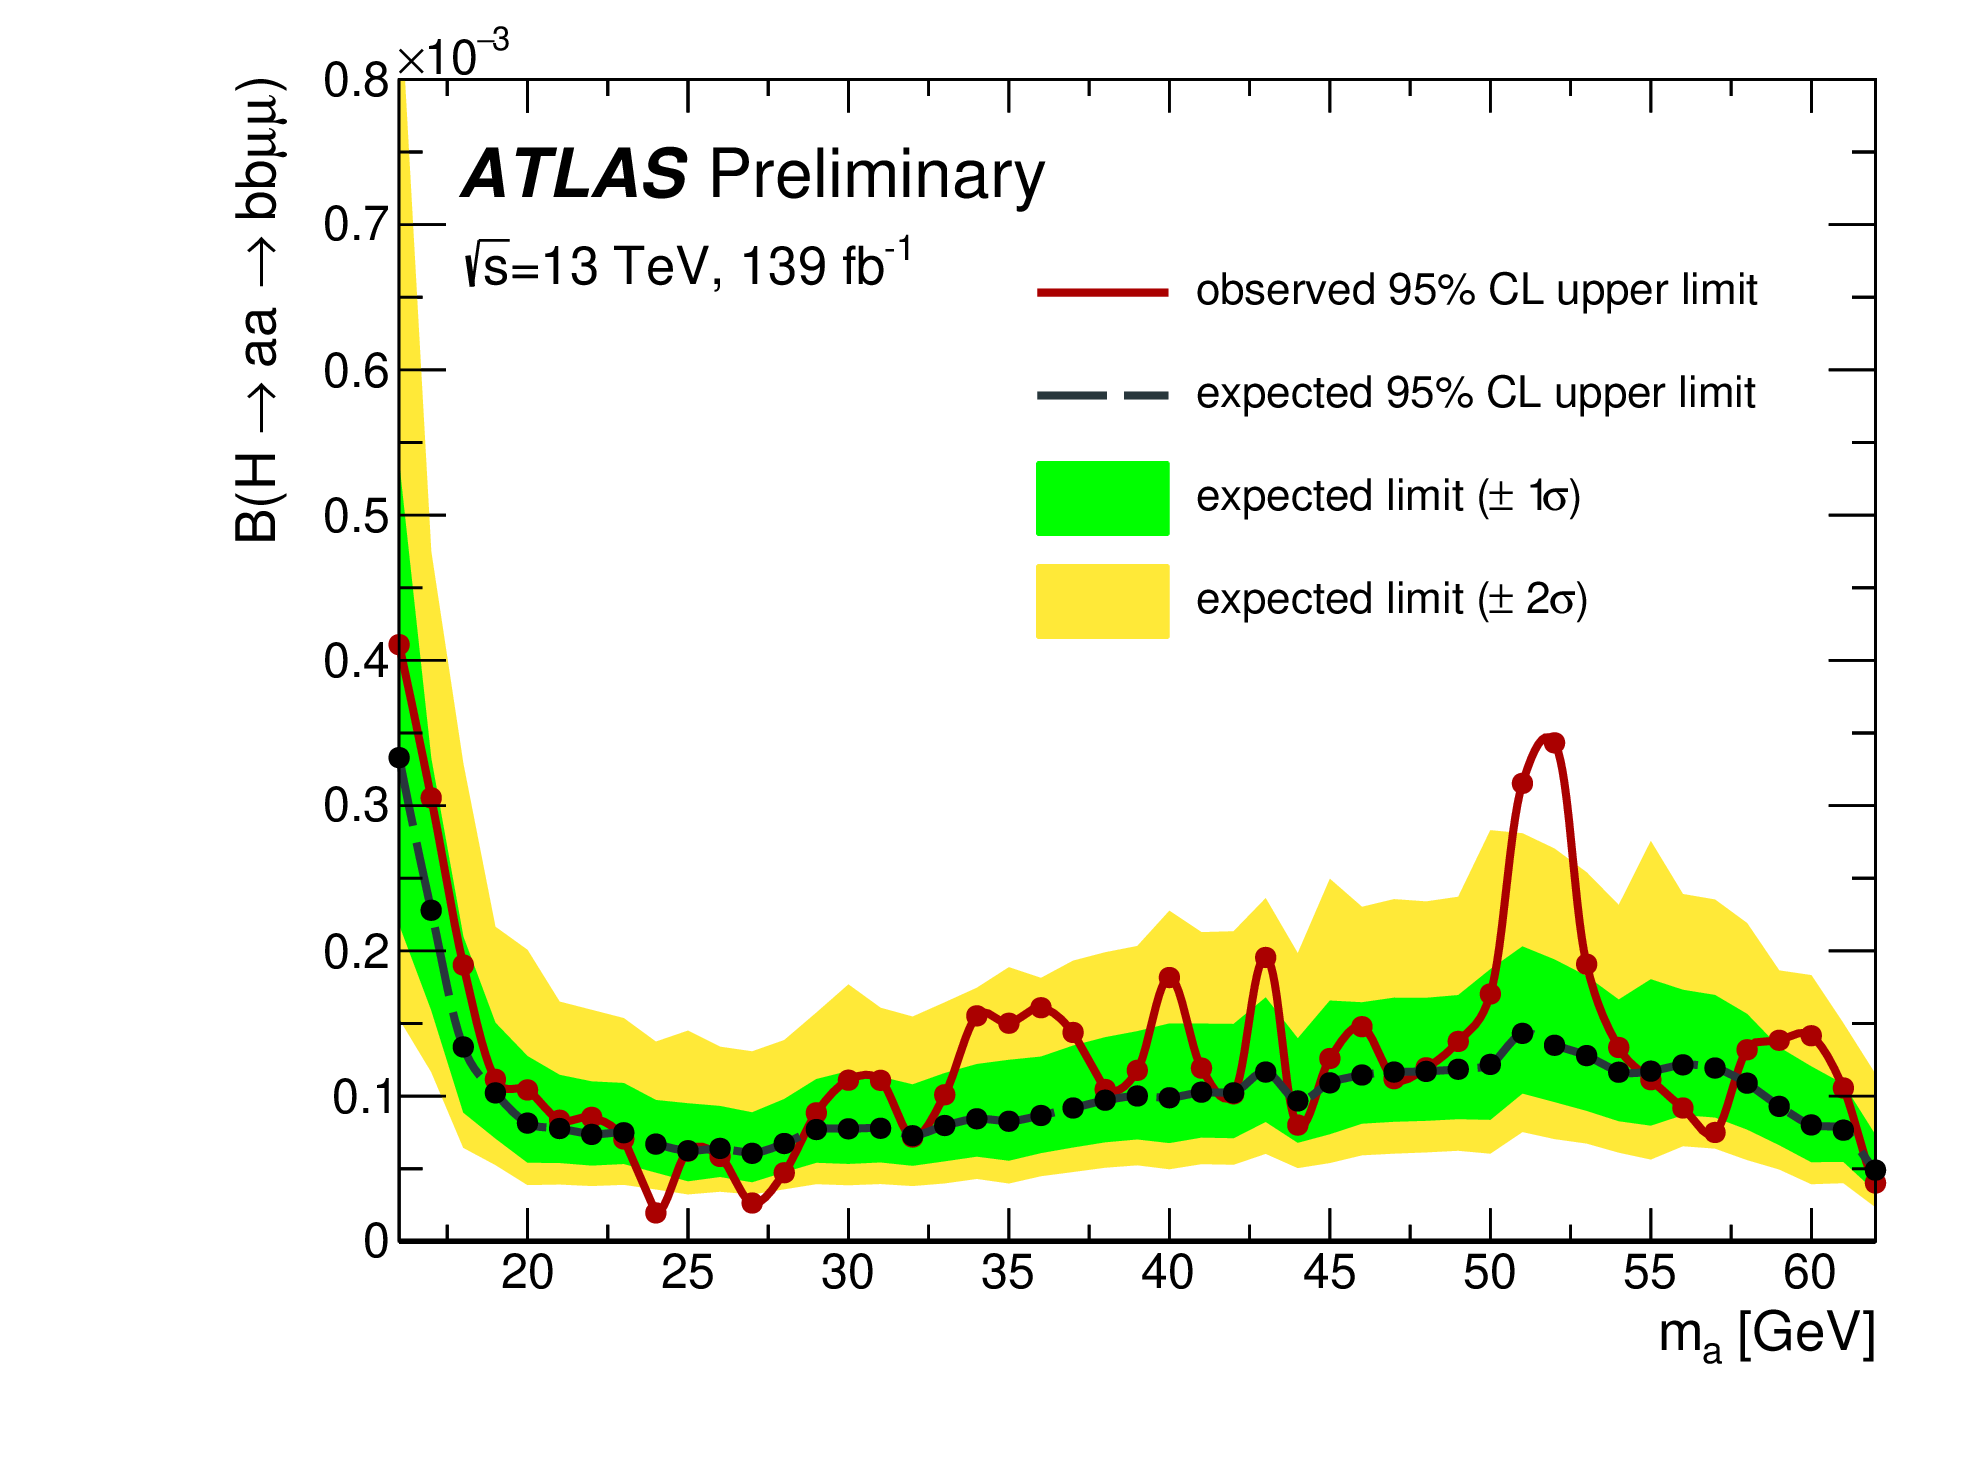 ×10⁻³
B(H → aa → bbμμ)
0.8
0.7
0.6
0.5
0.4
0.3
0.2
0.1
0
ATLAS Preliminary
√s=13 TeV, 139 fb⁻¹
observed 95% CL upper limit
expected 95% CL upper limit
expected limit (± 1σ)
expected limit (± 2σ)
20 25 30 35 40 45 50 55 60
mₐ [GeV]